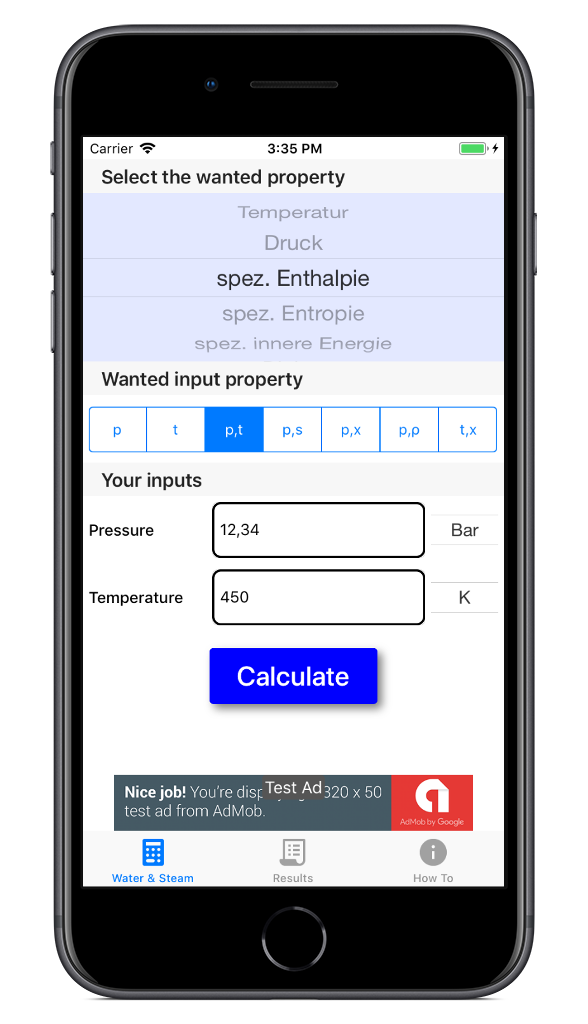 Carrier 3:35 PM
Select the wanted property
Temperatur
Druck
spez. Enthalpie
spez. Entropie
spez. innere Energie
Wanted input property
p t p,t p,s p,x p,ρ t,x
Your inputs
Pressure 12,34 Bar
Temperature 450 K
Calculate
Test Ad
Nice job! You're 320 x 50
test ad from AdMob.
AdMob by Google
Water & Steam Results How To